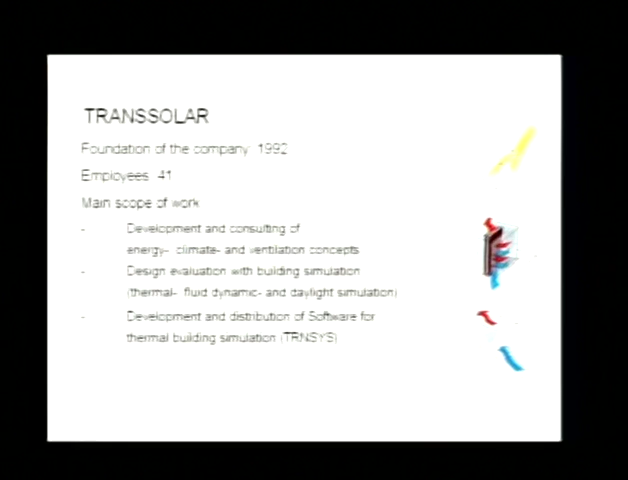 TRANSSOLAR
Foundation of the company 1992
Employees 41
Main scope of work
- Development and consulting of
energy- climate- and ventilation concepts
- Design evaluation with building simulation
(thermal- fluid dynamic- and daylight simulation)
- Development and distribution of Software for
thermal building simulation (TRNSYS)